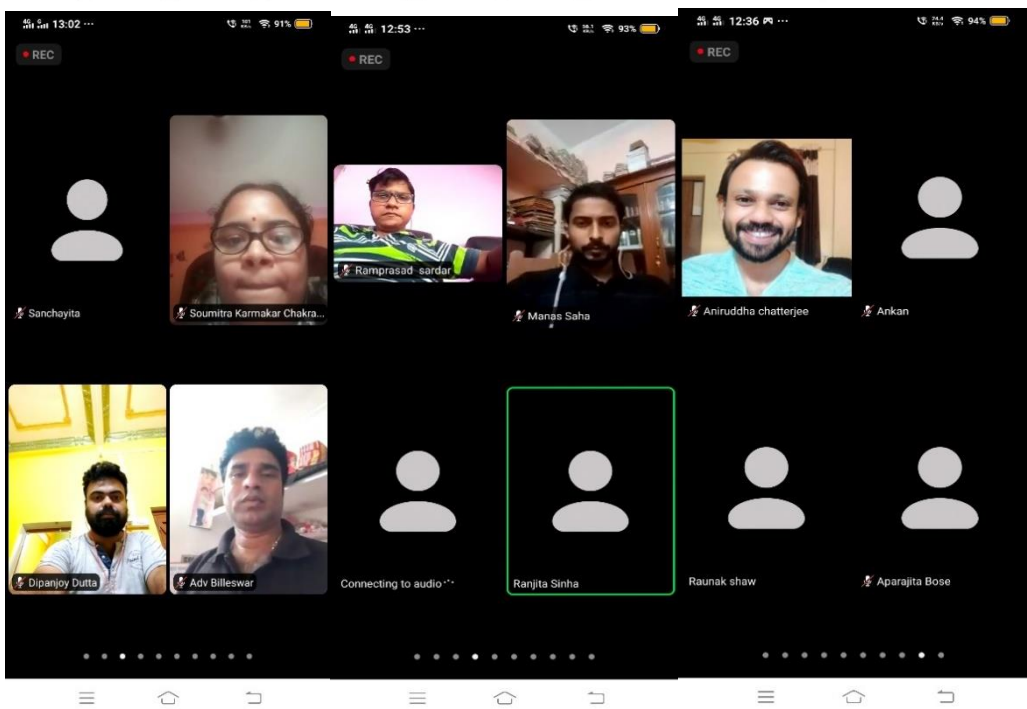 13:02 ··· 91%
REC
Sanchayita
Soumitra Karmakar Chakra...
Dipanjoy Dutta
Adv Billeswar
12:53 ··· 93%
REC
Ramprasad sardar
Manas Saha
Connecting to audio
Ranjita Sinha
12:36 ··· 94%
REC
Aniruddha chatterjee
Ankan
Raunak shaw
Aparajita Bose